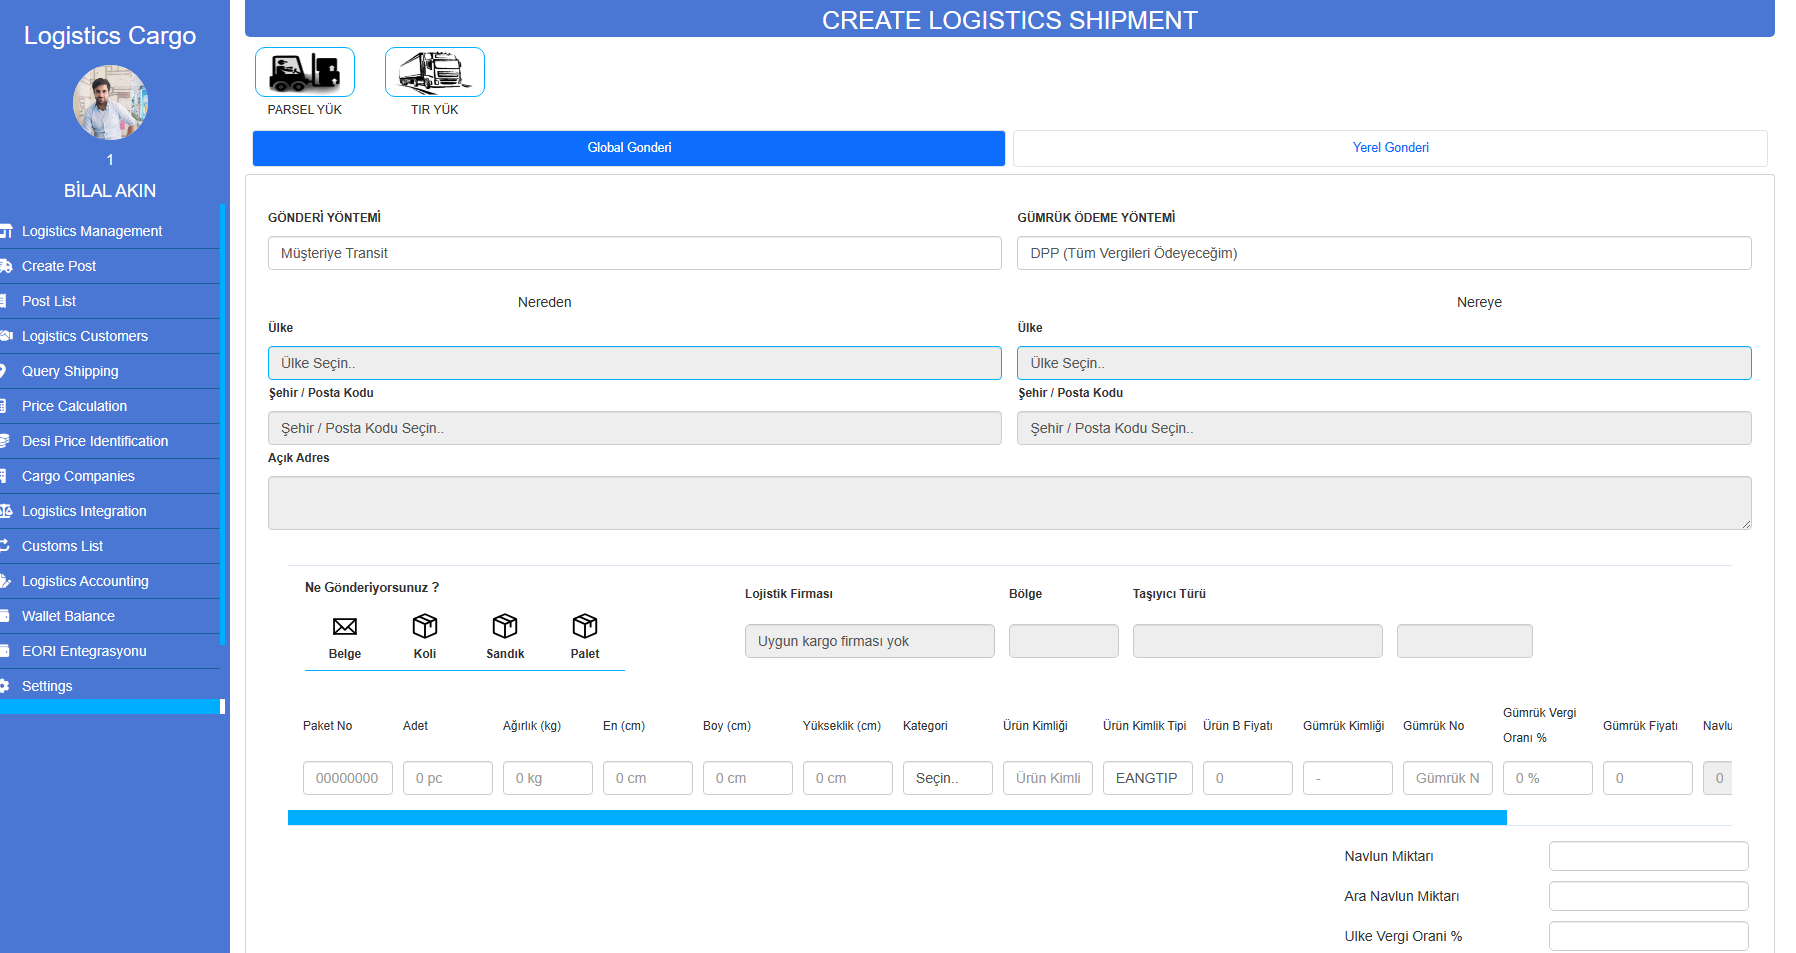 Logistics Cargo
1
BİLAL AKIN
Logistics Management
Create Post
Post List
Logistics Customers
Query Shipping
Price Calculation
Desi Price Identification
Cargo Companies
Logistics Integration
Customs List
Logistics Accounting
Wallet Balance
EORI Entegrasyonu
Settings
CREATE LOGISTICS SHIPMENT
PARSEL YÜK TIR YÜK
Global Gonderi Yerel Gonderi
GÖNDERİ YÖNTEMİ GÜMRÜK ÖDEME YÖNTEMİ
Müşteriye Transit DPP (Tüm Vergileri Ödeyeceğim)
Nereden Nereye
Ülke Ülke
Ülke Seçin.. Ülke Seçin..
Şehir / Posta Kodu Şehir / Posta Kodu
Şehir / Posta Kodu Seçin.. Şehir / Posta Kodu Seçin..
Açık Adres
Ne Gönderiyorsunuz ? Lojistik Firması Bölge Taşıyıcı Türü
Uygun kargo firması yok
Belge Koli Sandık Palet
Paket No Adet Ağırlık (kg) En (cm) Boy (cm) Yükseklik (cm) Kategori Ürün Kimliği Ürün Kimlik Tipi Ürün B Fiyatı Gümrük Kimliği Gümrük No Gümrük Vergi Oranı % Gümrük Fiyatı Navlu
00000000 0 pc 0 kg 0 cm 0 cm 0 cm Seçin.. Ürün Kimli EANGTIP 0 - Gümrük N 0 % 0 0
Navlun Miktarı
Ara Navlun Miktarı
Ulke Vergi Orani %